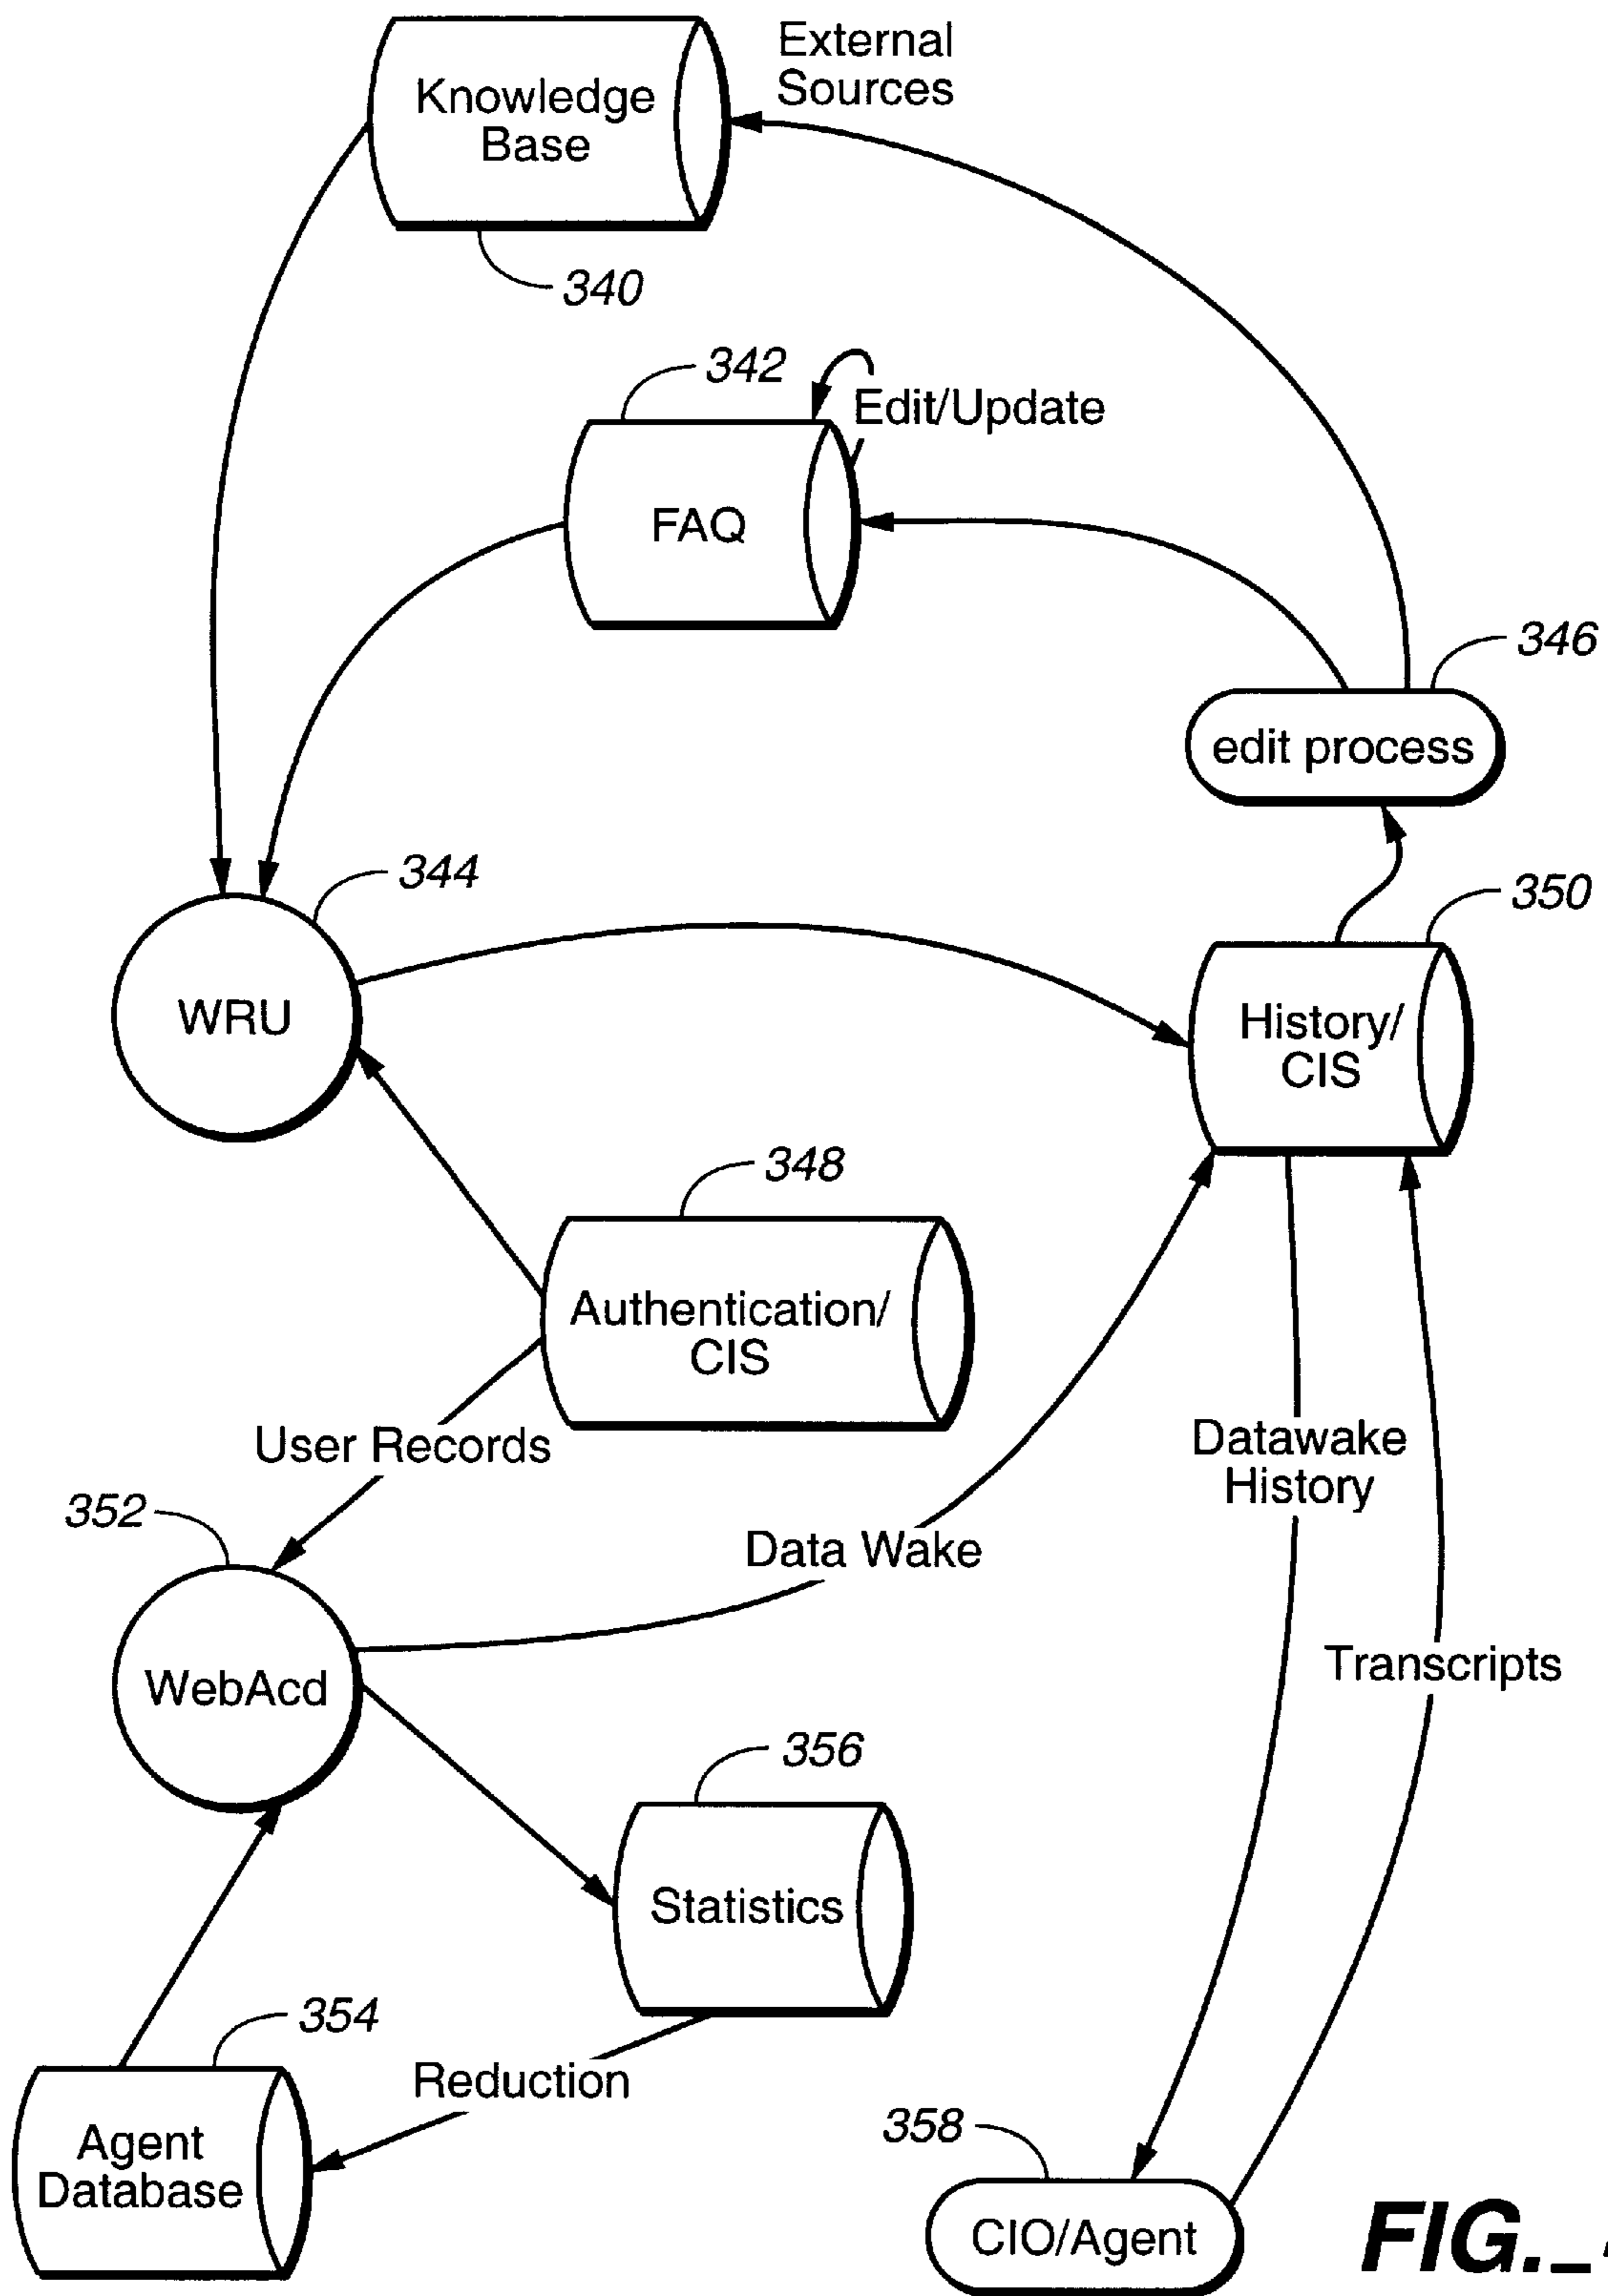 External
Sources
Knowledge
Base
340
342
Edit/Update
FAQ
346
edit process
344
350
WRU
History/
CIS
348
Authentication/
CIS
User Records
Datawake
History
352
Data Wake
WebAcd
Transcripts
356
Statistics
354
Reduction
358
Agent
Database
CIO/Agent
FIG._